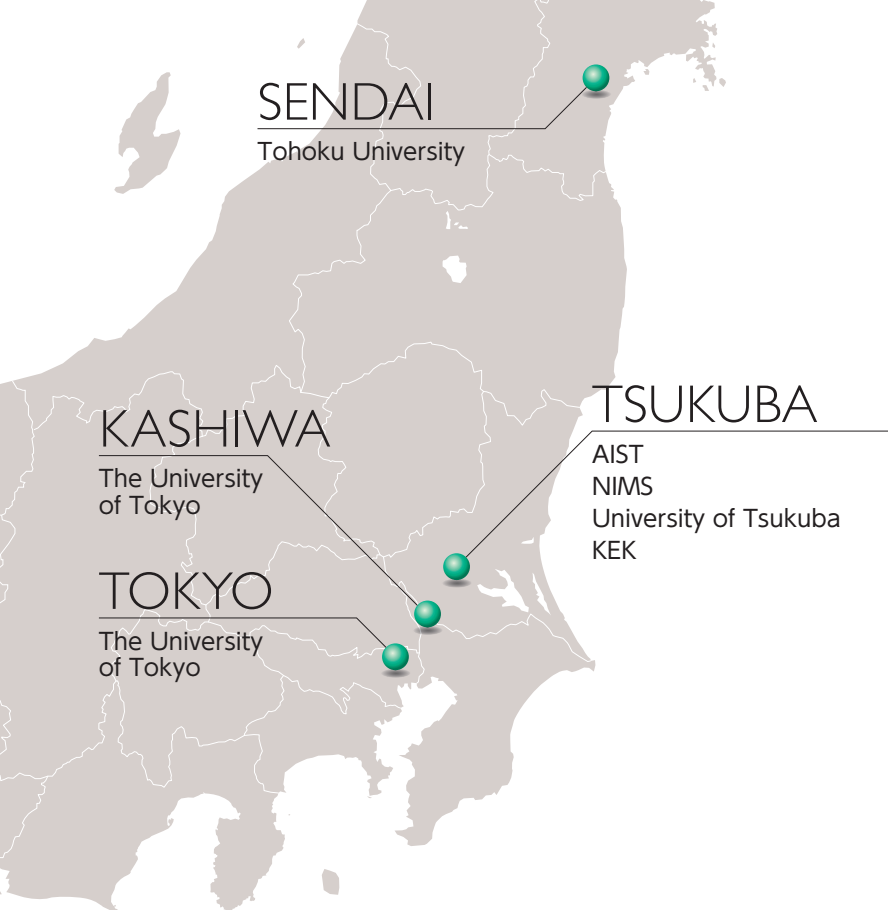 SENDAI
Tohoku University
KASHIWA
The University
of Tokyo
TSUKUBA
AIST
NIMS
University of Tsukuba
KEK
TOKYO
The University
of Tokyo